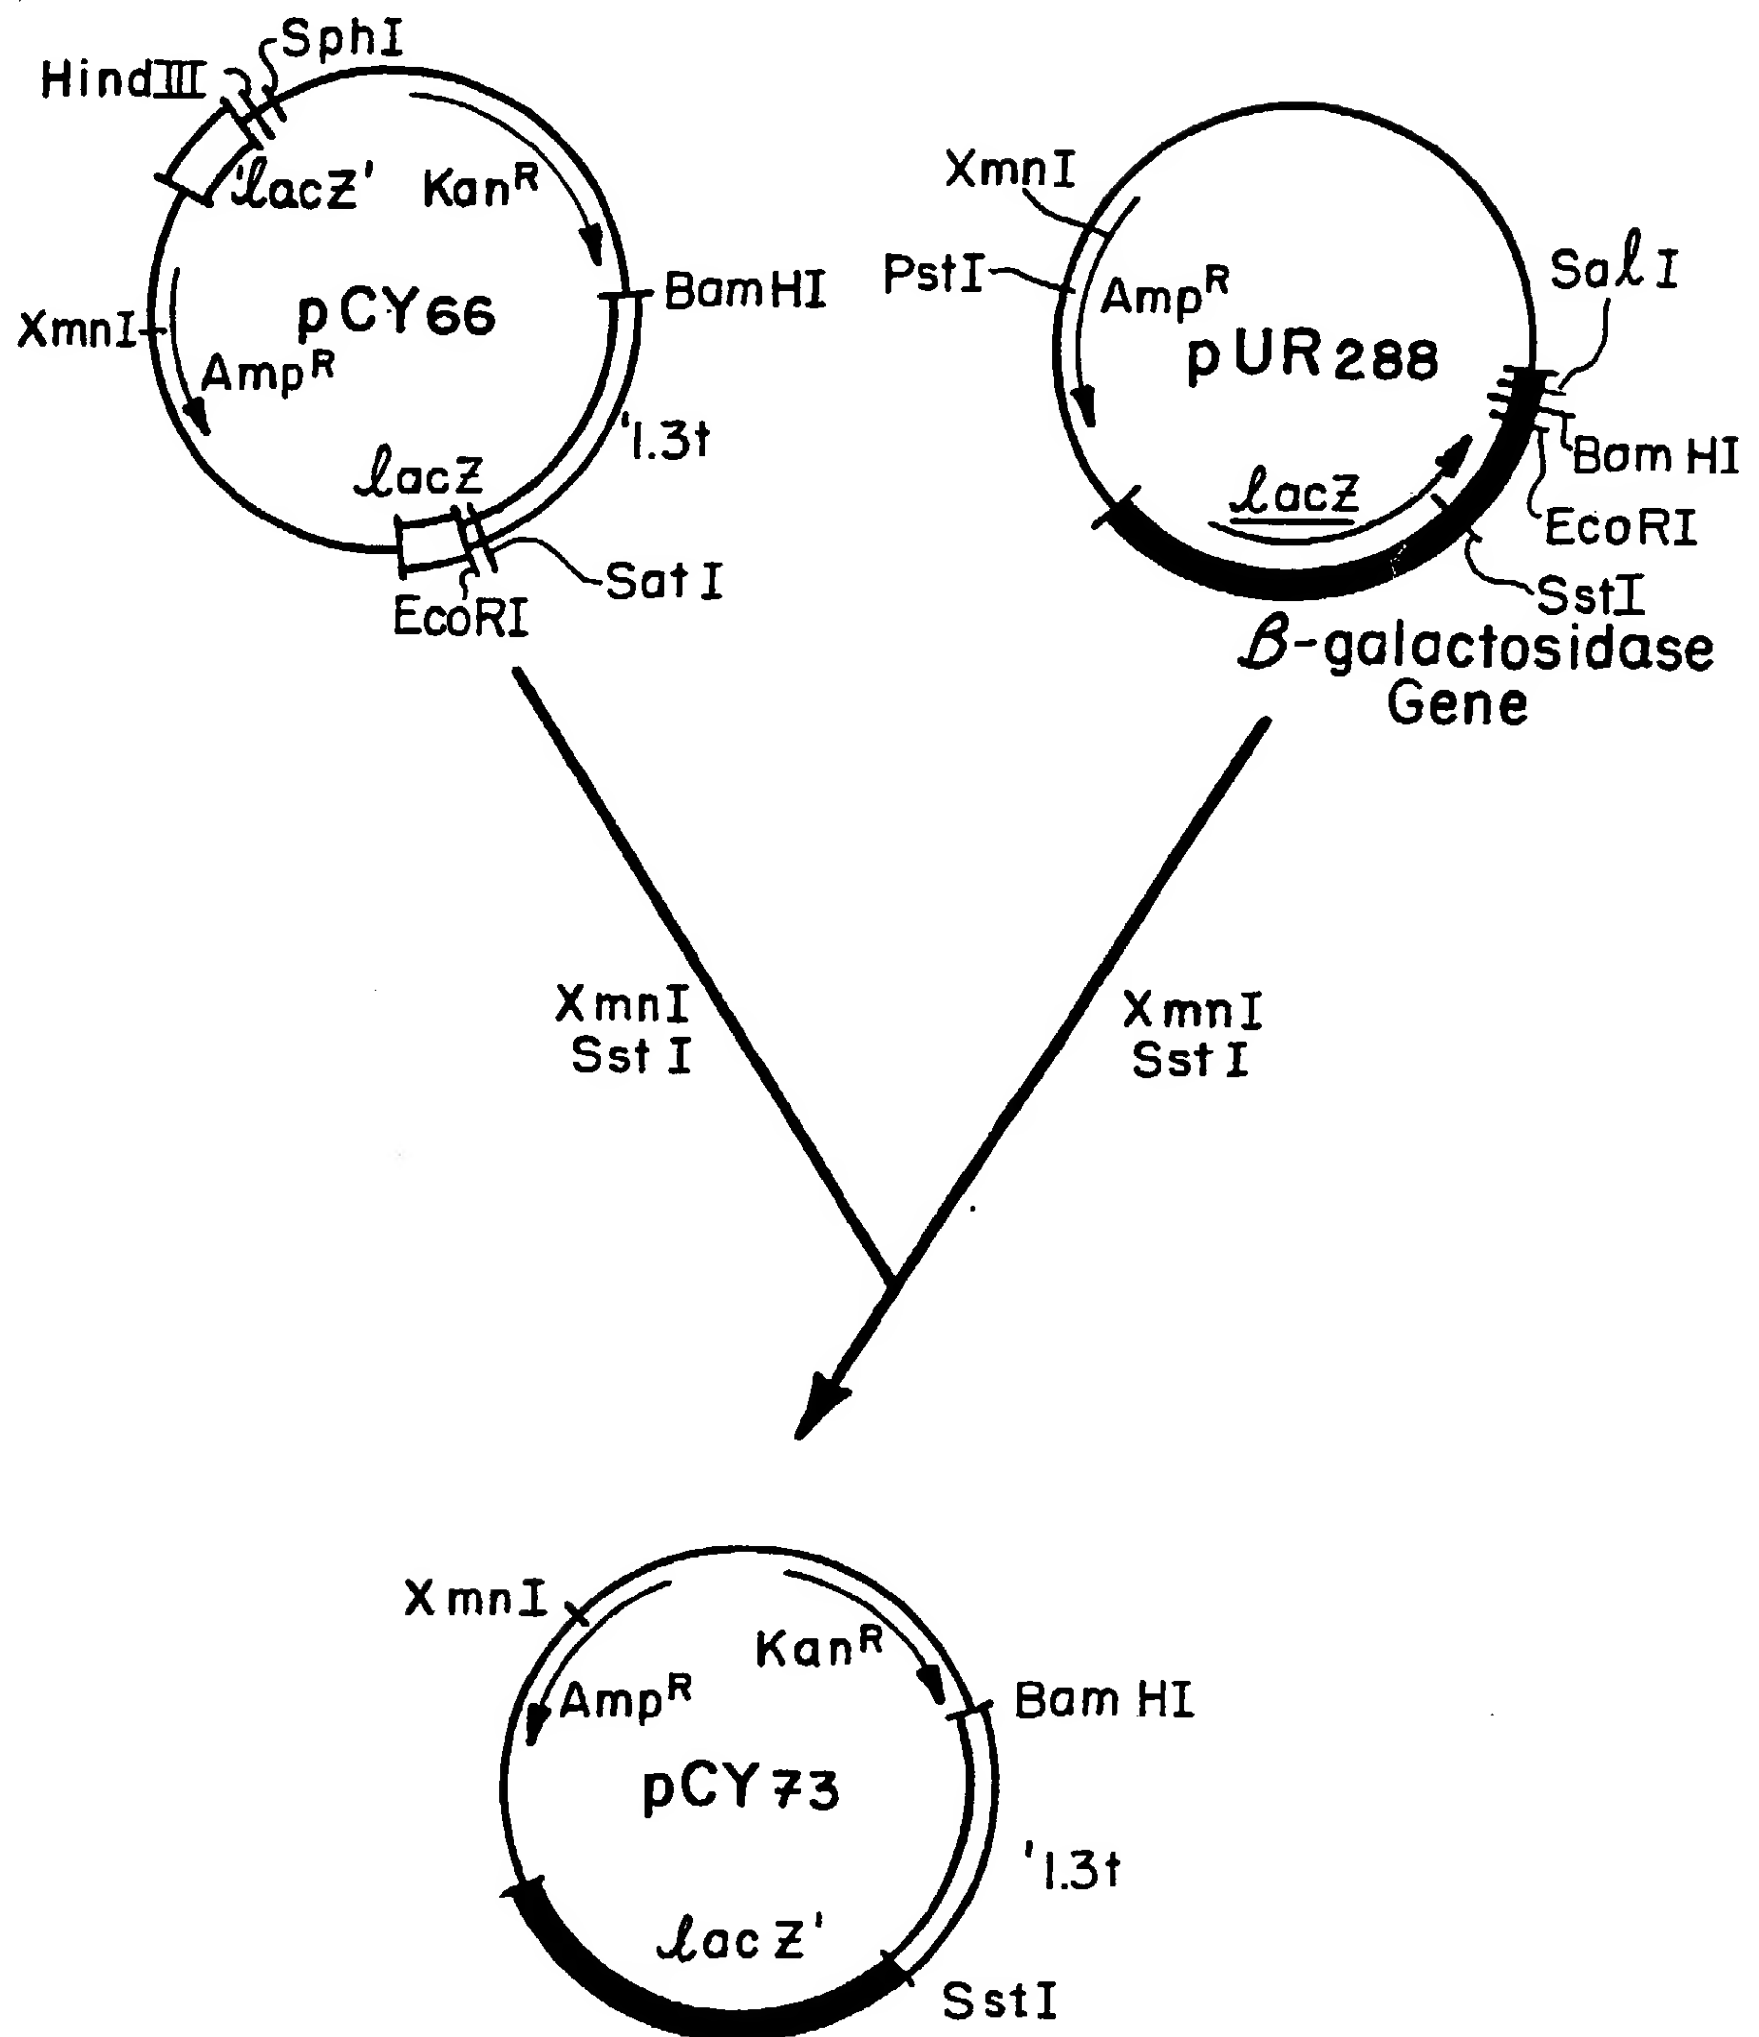 SphI
HindIII
'lacZ'
KanR
BamHI
pCY66
XmnI
AmpR
'1.3t
lacZ
SatI
EcoRI
XmnI
PstI
AmpR
SalI
pUR288
BamHI
lacZ
EcoRI
SstI
β-galactosidase
Gene
XmnI
SstI
XmnI
SstI
XmnI
KanR
AmpR
BamHI
pCY73
'1.3t
lacZ'
SstI